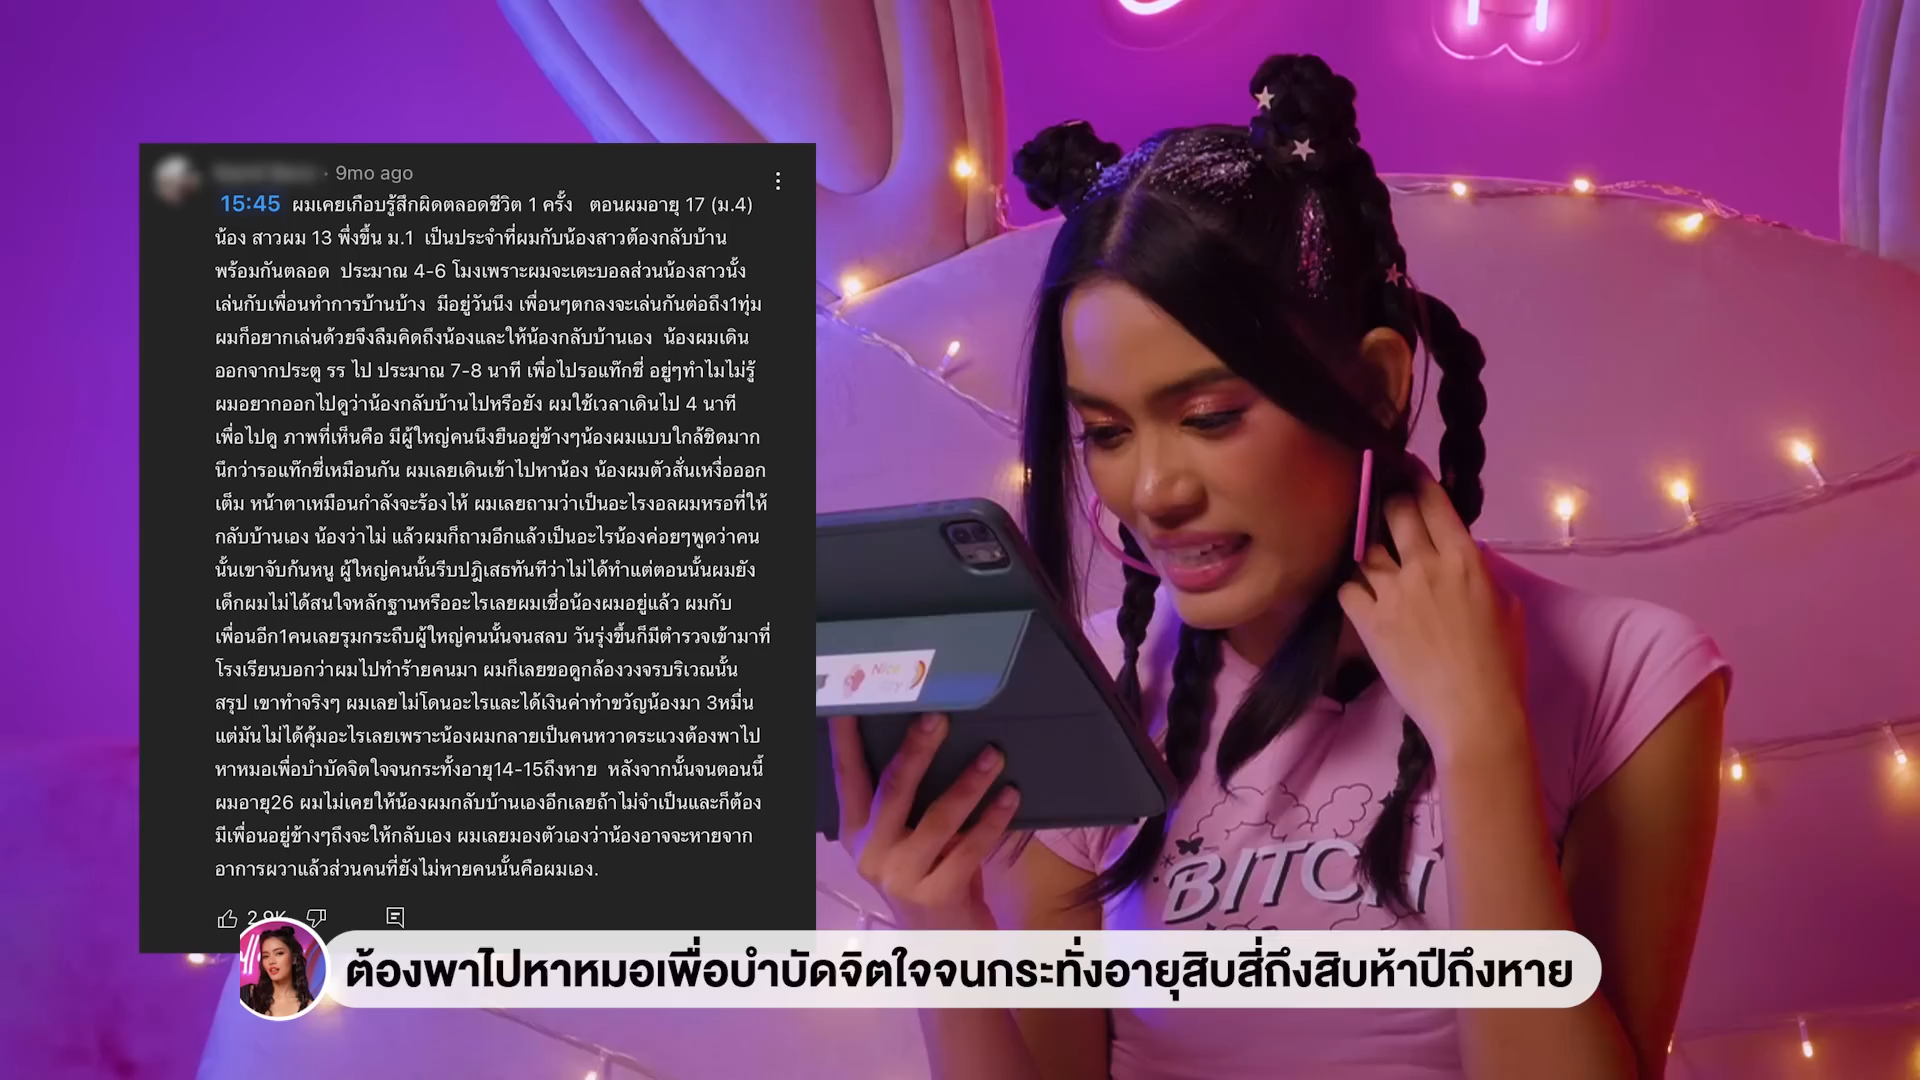 9mo ago
15:45 ผมเคยเกือบรู้สึกผิดตลอดชีวิต 1 ครั้ง ตอนผมอายุ 17 (ม.4)
น้อง สาวผม 13 พึ่งขึ้น ม.1 เป็นประจำที่ผมกับน้องสาวต้องกลับบ้าน
พร้อมกันตลอด ประมาณ 4-6 โมงเพราะผมจะเตะบอลส่วนน้องสาวนั้ง
เล่นกับเพื่อนทำการบ้านบ้าง มีอยู่วันนึง เพื่อนๆตกลงจะเล่นกันต่อถึง1ทุ่ม
ผมก็อยากเล่นด้วยจึงลืมคิดถึงน้องและให้น้องกลับบ้านเอง น้องผมเดิน
ออกจากประตู รร ไป ประมาณ 7-8 นาที เพื่อไปรอแท๊กซี่ อยู่ๆทำไมไม่รู้
ผมอยากออกไปดูว่าน้องกลับบ้านไปหรือยัง ผมใช้เวลาเดินไป 4 นาที
เพื่อไปดู ภาพที่เห็นคือ มีผู้ใหญ่คนนึงยืนอยู่ข้างๆน้องผมแบบใกล้ชิดมาก
นึกว่ารอแท๊กซี่เหมือนกัน ผมเลยเดินเข้าไปหาน้อง น้องผมตัวสั่นเหงื่อออก
เต็ม หน้าตาเหมือนกำลังจะร้องไห้ ผมเลยถามว่าเป็นอะไรงอลผมหรอที่ให้
กลับบ้านเอง น้องว่าไม่ แล้วผมก็ถามอีกแล้วเป็นอะไรน้องค่อยๆพูดว่าคน
นั้นเขาจับก้นหนู ผู้ใหญ่คนนั้นรีบปฎิเสธทันทีว่าไม่ได้ทำแต่ตอนนั้นผมยัง
เด็กผมไม่ได้สนใจหลักฐานหรืออะไรเลยผมเชื่อน้องผมอยู่แล้ว ผมกับ
เพื่อนอีก1คนเลยรุมกระถืบผู้ใหญ่คนนั้นจนสลบ วันรุ่งขึ้นก็มีตำรวจเข้ามาที่
โรงเรียนบอกว่าผมไปทำร้ายคนมา ผมก็เลยขอดูกล้องวงจรบริเวณนั้น
สรุป เขาทำจริงๆ ผมเลยไม่โดนอะไรและได้เงินค่าทำขวัญน้องมา 3หมื่น
แต่มันไม่ได้คุ้มอะไรเลยเพราะน้องผมกลายเป็นคนหวาดระแวงต้องพาไป
หาหมอเพื่อบำบัดจิตใจจนกระทั้งอายุ14-15ถึงหาย หลังจากนั้นจนตอนนี้
ผมอายุ26 ผมไม่เคยให้น้องผมกลับบ้านเองอีกเลยถ้าไม่จำเป็นและก็ต้อง
มีเพื่อนอยู่ข้างๆถึงจะให้กลับเอง ผมเลยมองตัวเองว่าน้องอาจจะหายจาก
อาการผวาแล้วส่วนคนที่ยังไม่หายคนนั้นคือผมเอง.
2.9K
Nice
BITCH
ต้องพาไปหาหมอเพื่อบำบัดจิตใจจนกระทั่งอายุสิบสี่ถึงสิบห้าปีถึงหาย